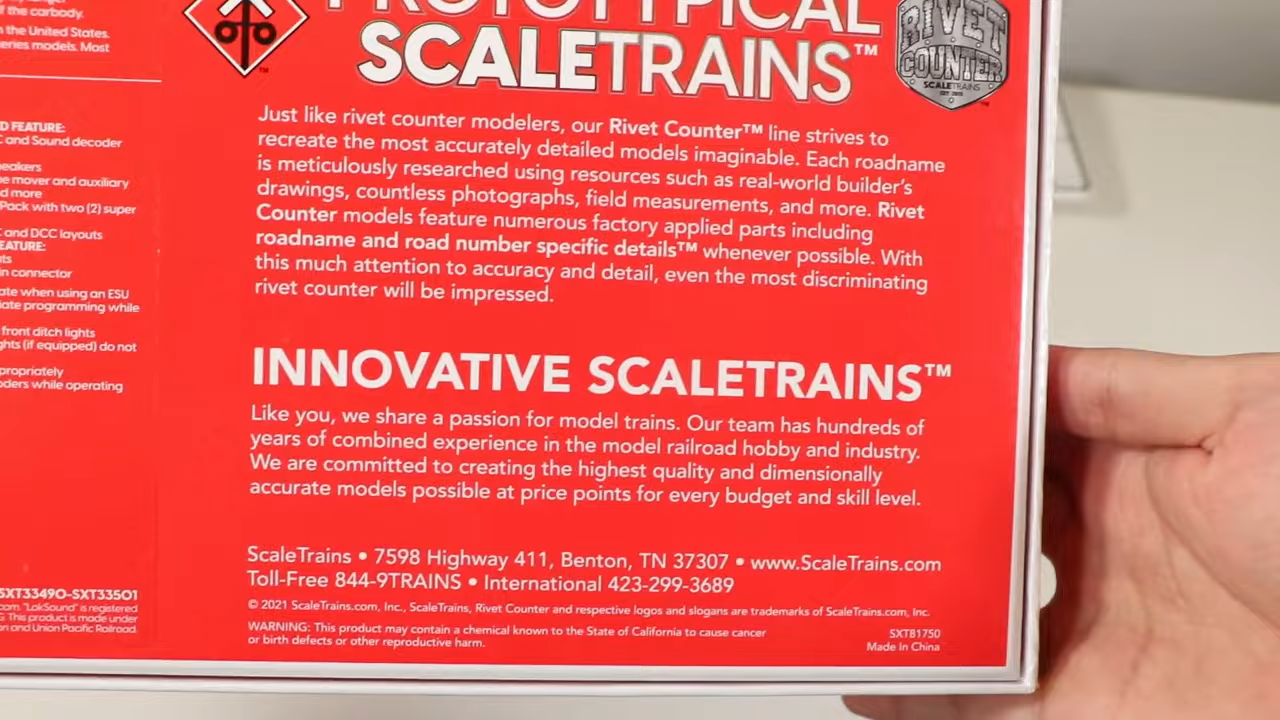 f the carbody.
n the United States.
eries models. Most
D FEATURE:
C and Sound decoder
eakers
e mover and auxiliary
d more
Pack with two (2) super
C and DCC layouts
EATURE:
ts
in connector
ate when using an ESU
iate programming while
front ditch lights
ghts (if equipped) do not
propriately
oders while operating
SXT33490-SXT33501
com. "LokSound" is registered
G. This product is made under
on and Union Pacific Railroad.
PROTOTYPICAL
SCALETRAINS™
RIVET
COUNTER
SCALETRAINS
Just like rivet counter modelers, our Rivet Counter™ line strives to
recreate the most accurately detailed models imaginable. Each roadname
is meticulously researched using resources such as real-world builder's
drawings, countless photographs, field measurements, and more. Rivet
Counter models feature numerous factory applied parts including
roadname and road number specific details™ whenever possible. With
this much attention to accuracy and detail, even the most discriminating
rivet counter will be impressed.
INNOVATIVE SCALETRAINS™
Like you, we share a passion for model trains. Our team has hundreds of
years of combined experience in the model railroad hobby and industry.
We are committed to creating the highest quality and dimensionally
accurate models possible at price points for every budget and skill level.
ScaleTrains • 7598 Highway 411, Benton, TN 37307 • www.ScaleTrains.com
Toll-Free 844-9TRAINS • International 423-299-3689
© 2021 ScaleTrains.com, Inc., ScaleTrains, Rivet Counter and respective logos and slogans are trademarks of ScaleTrains.com, Inc.
WARNING: This product may contain a chemical known to the State of California to cause cancer
or birth defects or other reproductive harm.
SXT81750
Made In China